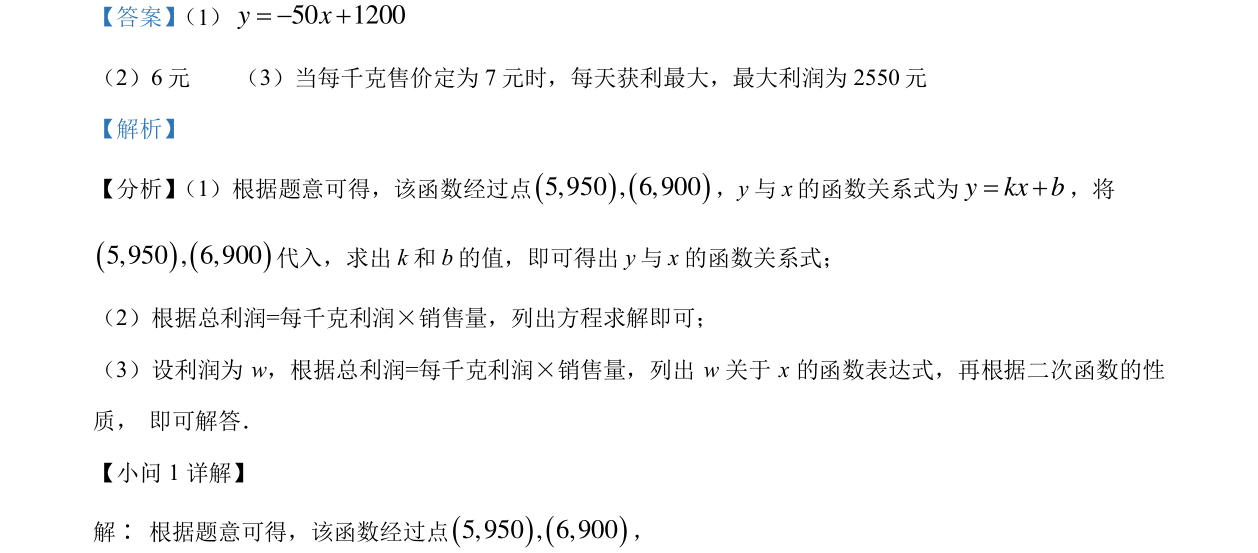 【答案】（1） y = −50x + 1200
（2）6 元 （3）当每千克售价定为 7 元时，每天获利最大，最大利润为 2550 元
【解析】
【分析】（1）根据题意可得，该函数经过点(5,950),(6,900)，y 与 x 的函数关系式为 y = kx + b，将
(5,950),(6,900)代入，求出 k 和 b 的值，即可得出 y 与 x 的函数关系式；
（2）根据总利润=每千克利润×销售量，列出方程求解即可；
（3）设利润为 w，根据总利润=每千克利润×销售量，列出 w 关于 x 的函数表达式，再根据二次函数的性
质， 即可解答．
【小问 1 详解】
解∶ 根据题意可得，该函数经过点(5,950),(6,900)，